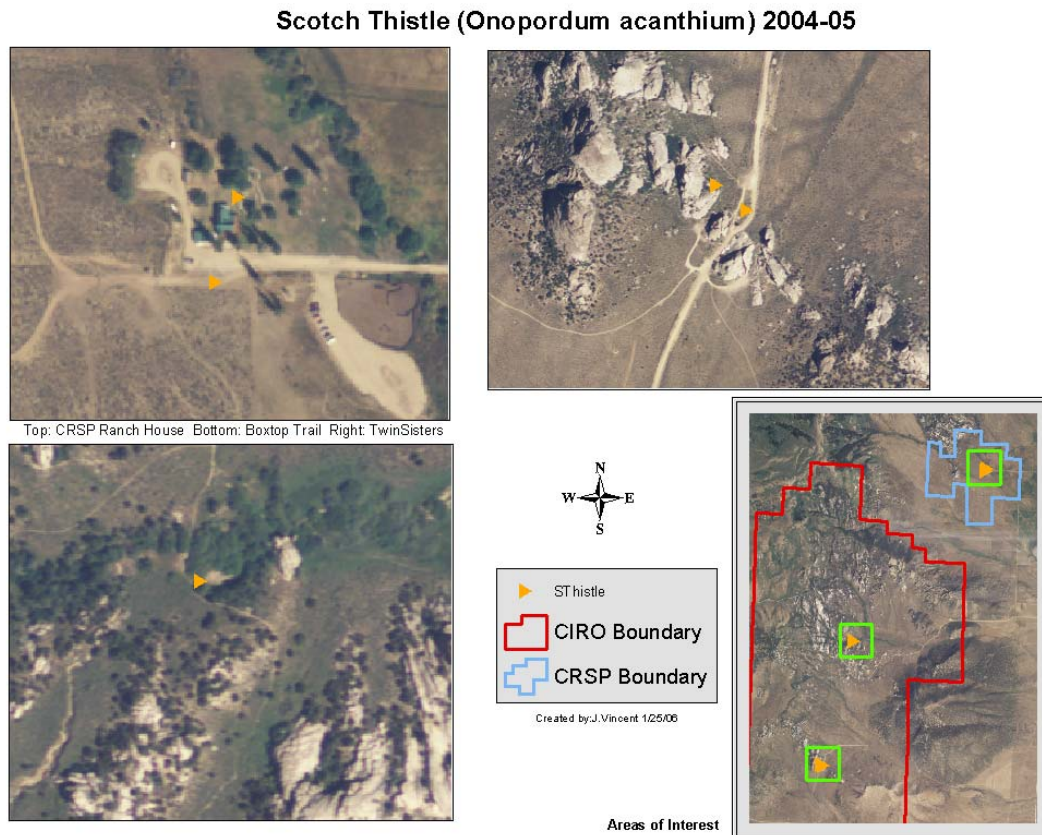 Scotch Thistle (Onopordum acanthium) 2004-05
Top: CRSP Ranch House Bottom: Boxtop Trail Right: TwinSisters
N
W E
S
SThistle
CIRO Boundary
CRSP Boundary
Created by:J.Vincent 1/25/06
Areas of Interest